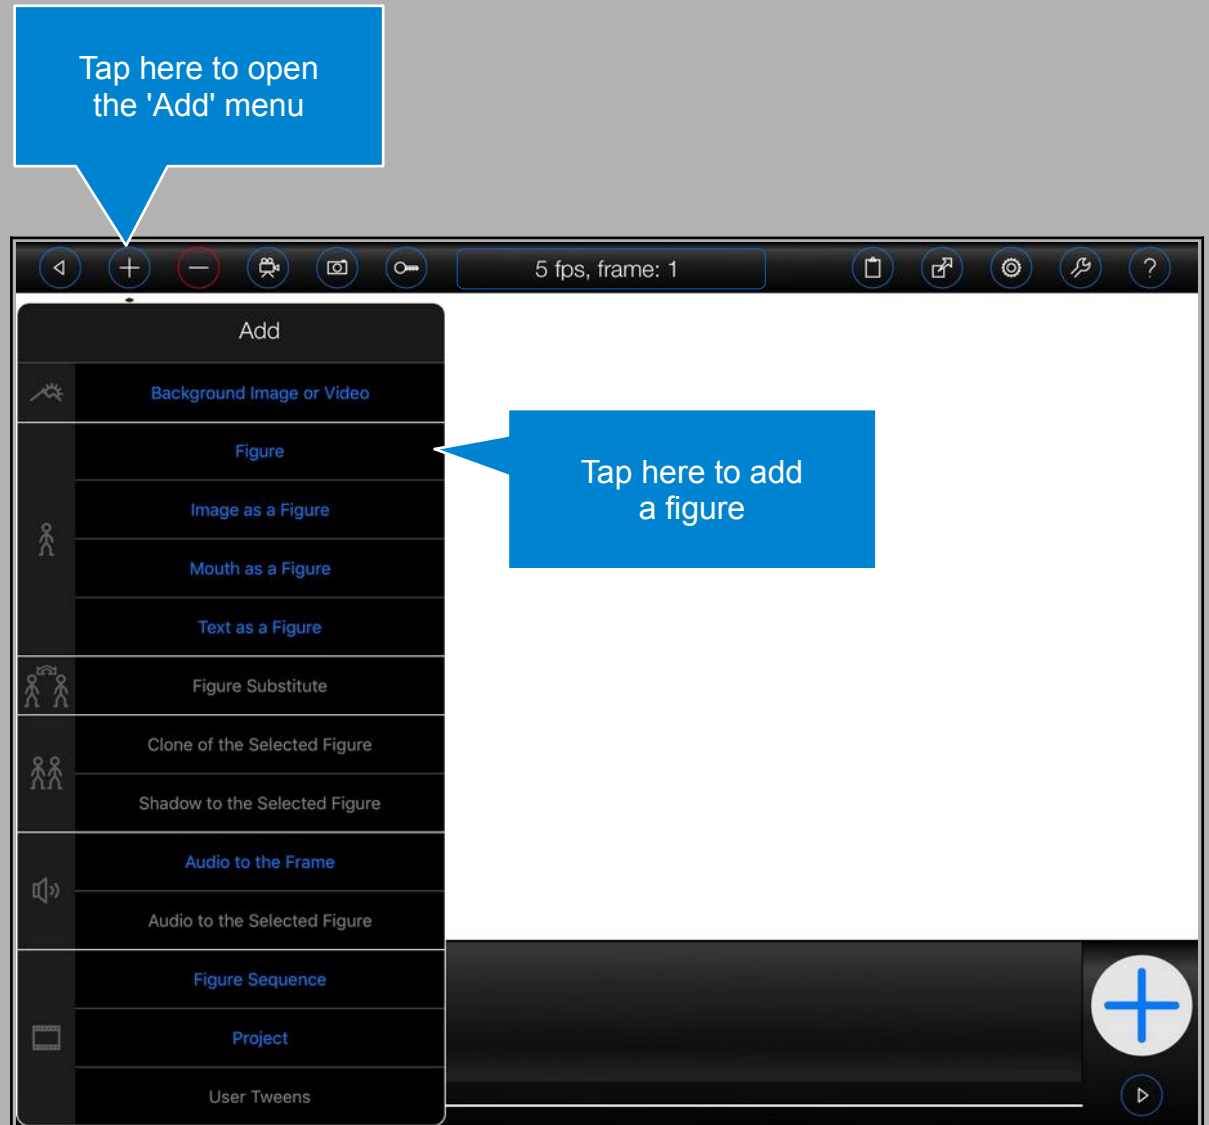 Tap here to open
the 'Add' menu
5 fps, frame: 1
?
Add
Background Image or Video
Figure
Tap here to add
a figure
Image as a Figure
Mouth as a Figure
Text as a Figure
Figure Substitute
Clone of the Selected Figure
Shadow to the Selected Figure
Audio to the Frame
Audio to the Selected Figure
Figure Sequence
Project
User Tweens